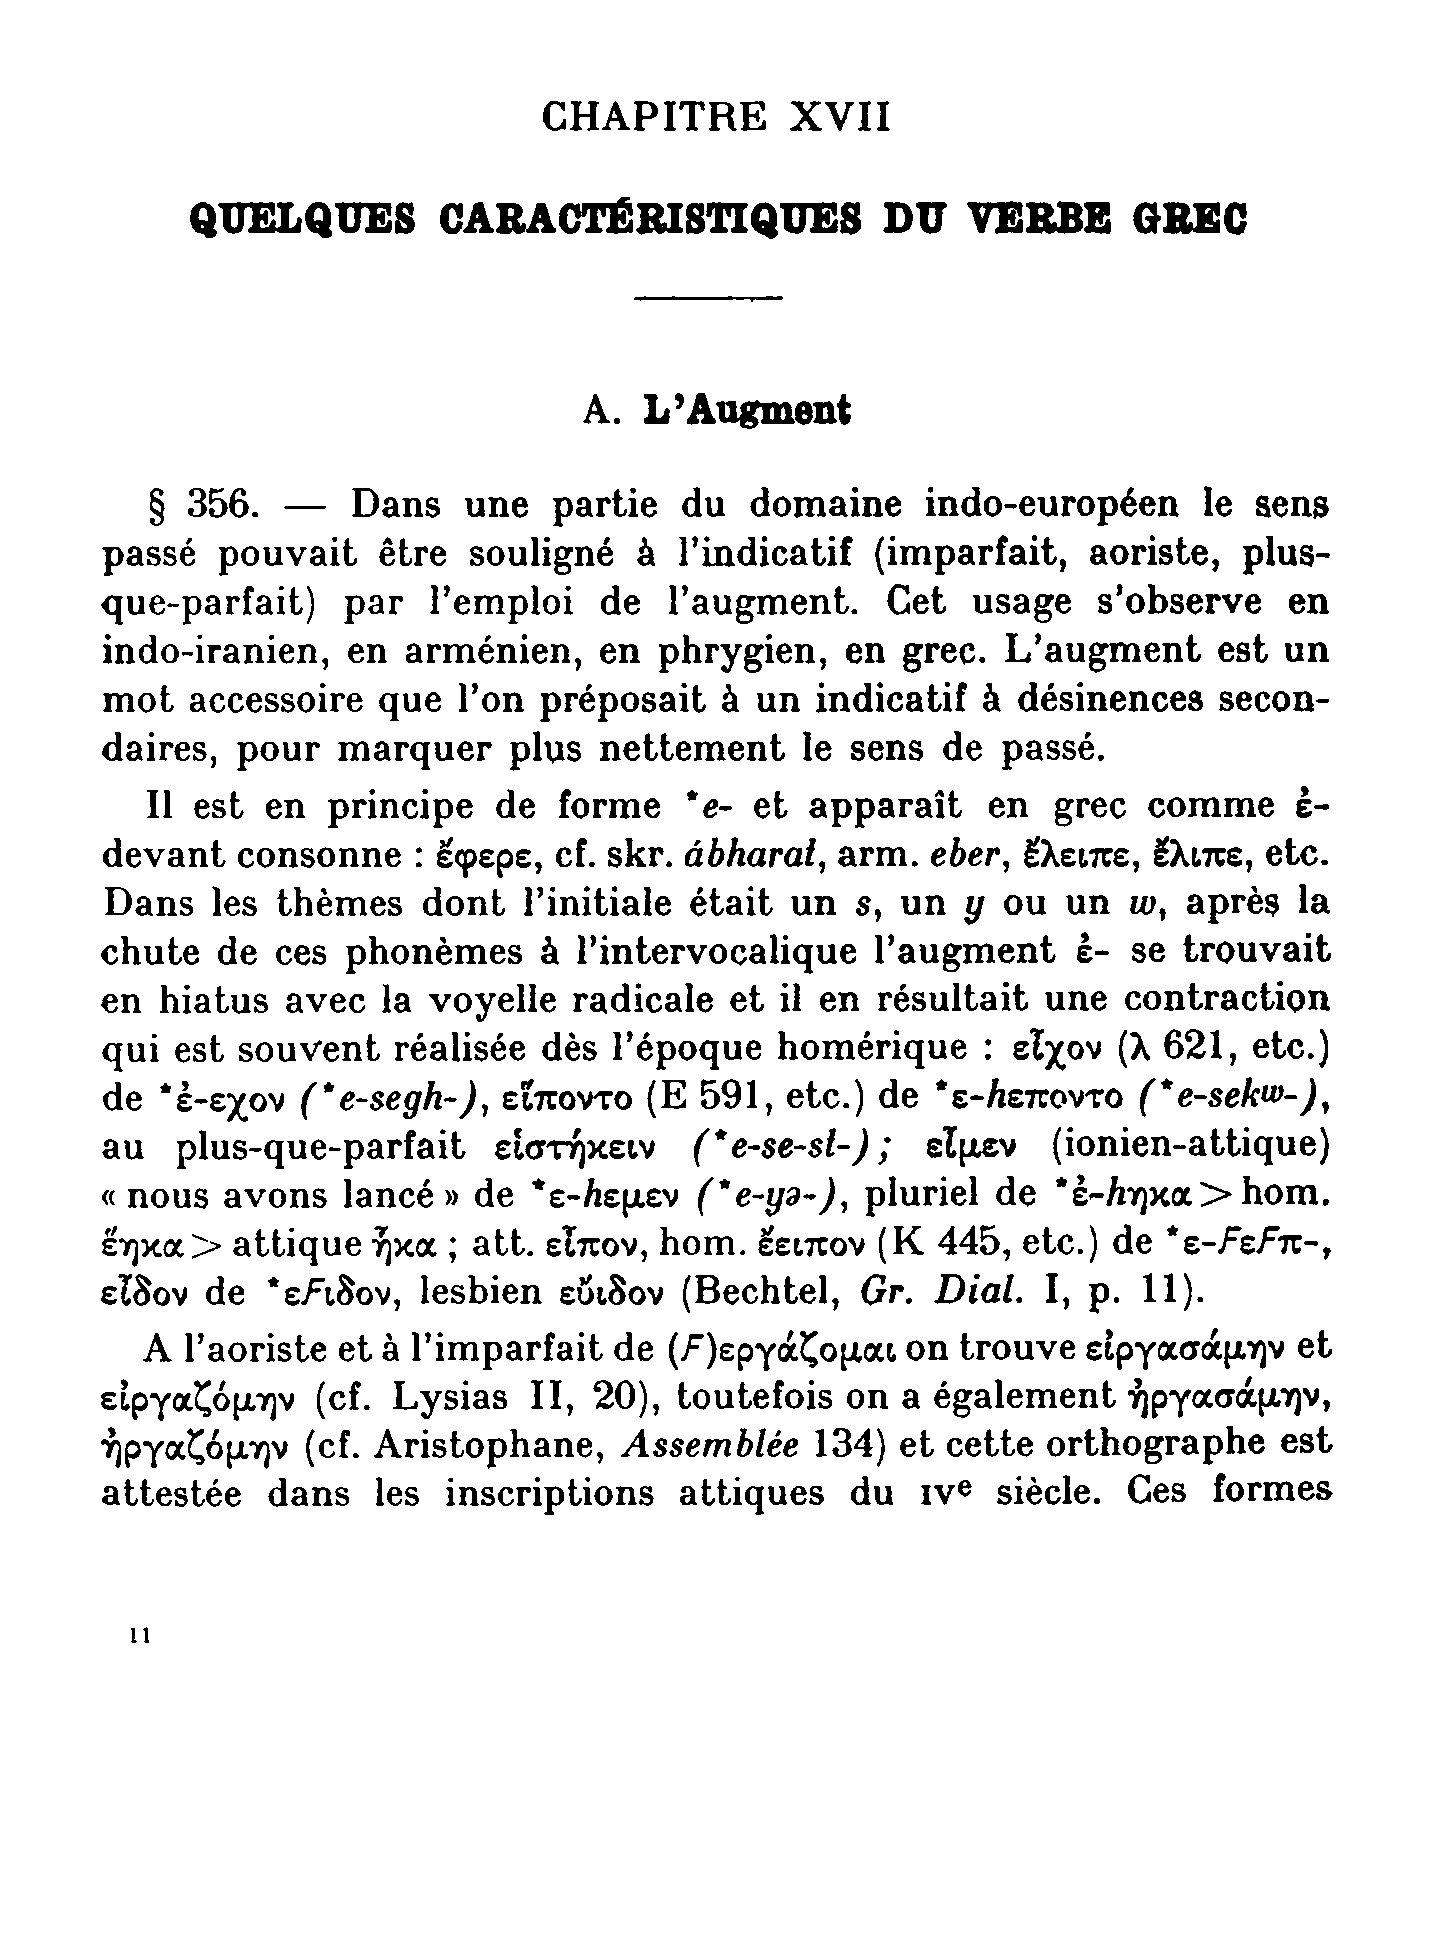 CHAPITRE XVII
QUELQUES CARACTÉRISTIQUES DU VERBE GREC
A. L’Augment
§ 356. — Dans une partie du domaine indo-européen le sens
passé pouvait être souligné à l’indicatif (imparfait, aoriste, plus-
que-parfait) par l’emploi de l’augment. Cet usage s’observe en
indo-iranien, en arménien, en phrygien, en grec. L’augment est un
mot accessoire que l’on préposait à un indicatif à désinences secon-
daires, pour marquer plus nettement le sens de passé.
Il est en principe de forme *e- et apparaît en grec comme ἐ-
devant consonne : ἔφερε, cf. skr. ábharat, arm. eber, ἔλειπε, ἔλιπε, etc.
Dans les thèmes dont l’initiale était un s, un y ou un w, après la
chute de ces phonèmes à l’intervocalique l’augment ἐ- se trouvait
en hiatus avec la voyelle radicale et il en résultait une contraction
qui est souvent réalisée dès l’époque homérique : εἶχον (λ 621, etc.)
de *ἐ-εχον (*e-segh-), εἵποντο (E 591, etc.) de *ε-hεποντο (*e-sekw-),
au plus-que-parfait εἱστήκειν (*e-se-st-) ; εἷμεν (ionien-attique)
« nous avons lancé » de *ε-hεμεν (*e-yə-), pluriel de *ἐ-hηκα > hom.
ἕηκα > attique ἧκα ; att. εἶπον, hom. ἔειπον (K 445, etc.) de *ε-ϝεϝπ-,
εἶδον de *εϝιδον, lesbien εὔιδον (Bechtel, Gr. Dial. I, p. 11).
A l’aoriste et à l’imparfait de (ϝ)εργάζομαι on trouve εἰργασάμην et
εἰργαζόμην (cf. Lysias II, 20), toutefois on a également ἠργασάμην,
ἠργαζόμην (cf. Aristophane, Assemblée 134) et cette orthographe est
attestée dans les inscriptions attiques du IVe siècle. Ces formes
11